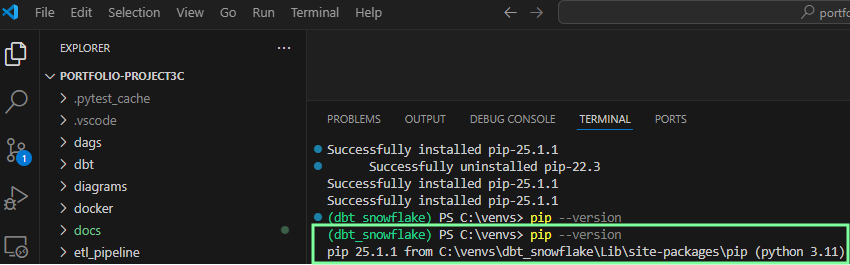 File Edit Selection View Go Run Terminal Help
portfo
EXPLORER
PORTFOLIO-PROJECT3C
.pytest_cache
.vscode
dags
dbt
diagrams
docker
docs
etl_pipeline
1
PROBLEMS OUTPUT DEBUG CONSOLE TERMINAL PORTS
Successfully installed pip-25.1.1
Successfully uninstalled pip-22.3
Successfully installed pip-25.1.1
Successfully installed pip-25.1.1
(dbt_snowflake) PS C:\venvs> pip --version
(dbt_snowflake) PS C:\venvs> pip --version
pip 25.1.1 from C:\venvs\dbt_snowflake\Lib\site-packages\pip (python 3.11)